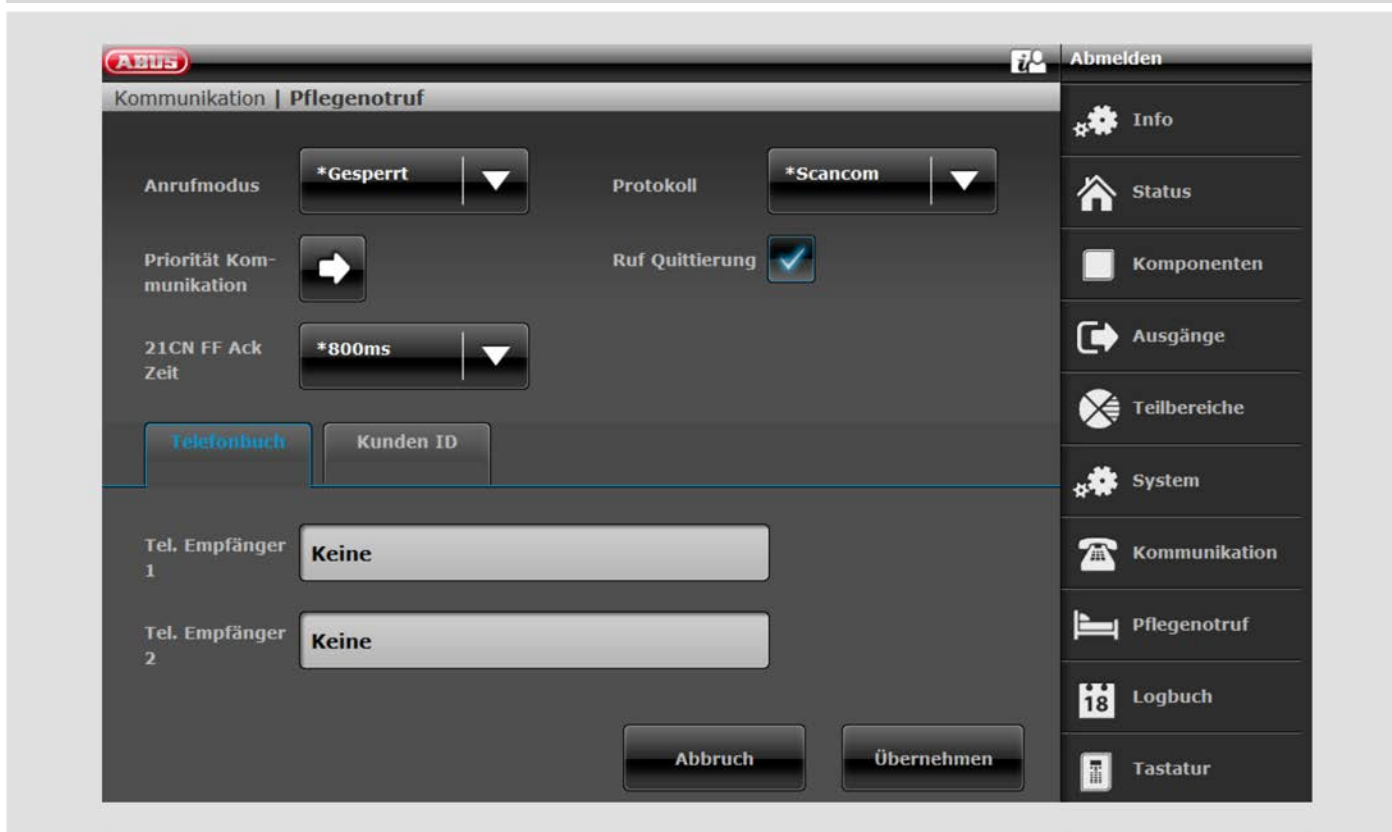 ABUS
Abmelden
Kommunikation | Pflegenotruf
Anrufmodus
*Gesperrt
Protokoll
*Scancom
Priorität Kom-
munikation
Ruf Quittierung
21CN FF Ack
Zeit
*800ms
Telefonbuch
Kunden ID
Tel. Empfänger
1
Keine
Tel. Empfänger
2
Keine
Abbruch
Übernehmen
Info
Status
Komponenten
Ausgänge
Teilbereiche
System
Kommunikation
Pflegenotruf
18
Logbuch
Tastatur